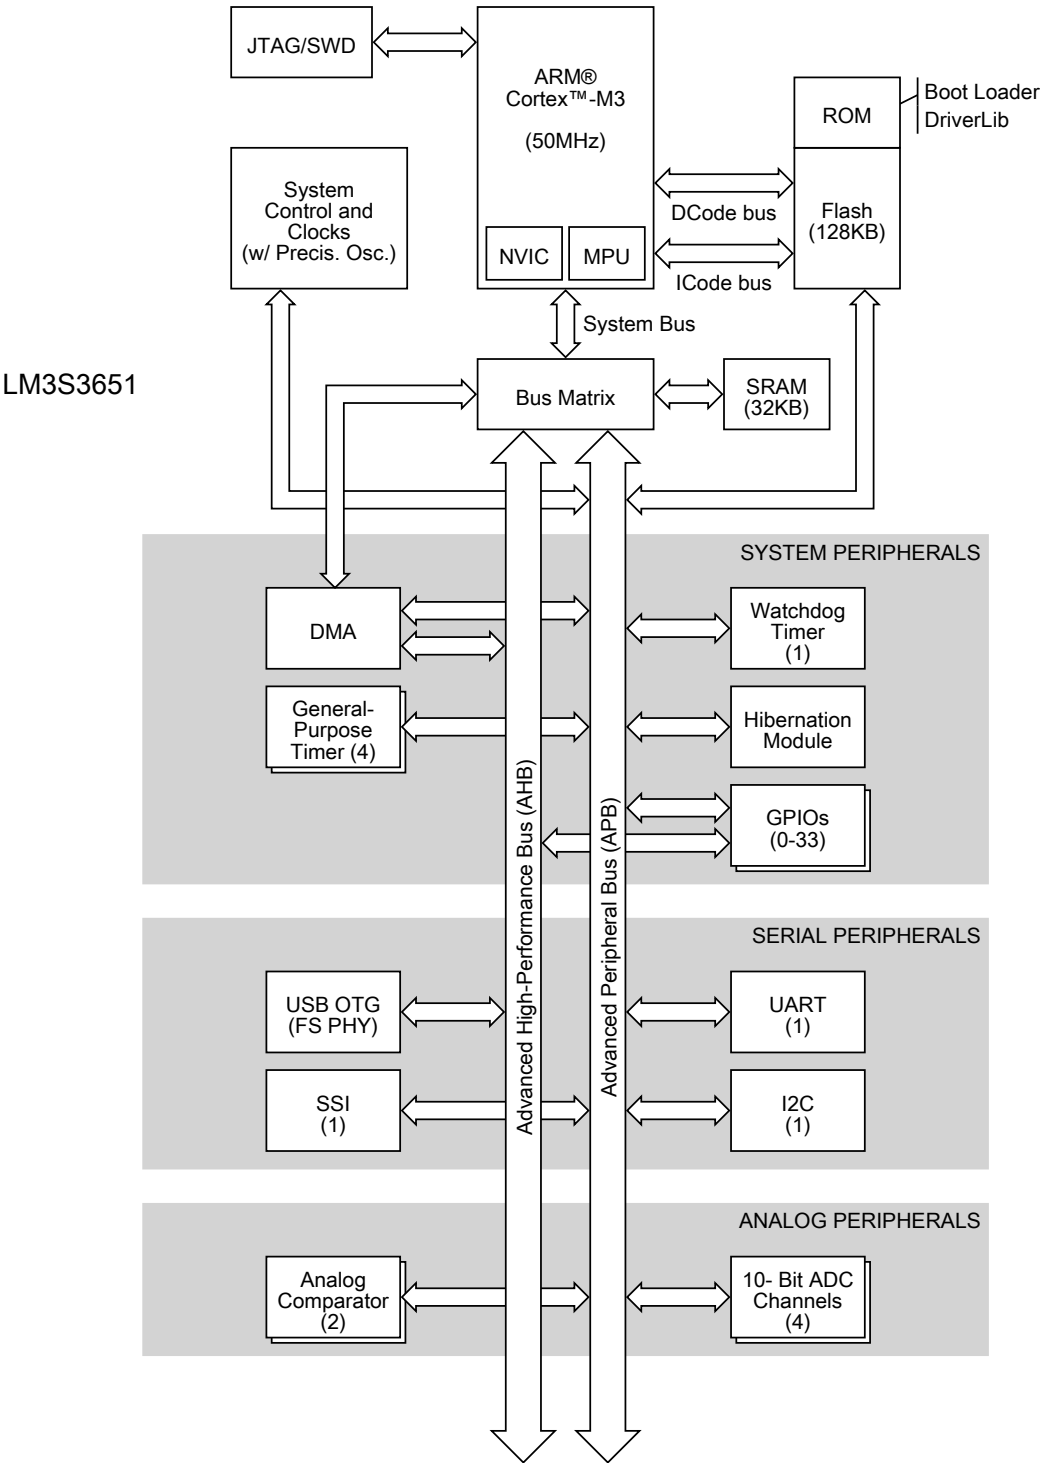 JTAG/SWD
ARM®
Cortex™-M3
(50MHz)
NVIC
MPU
ROM
Boot Loader
DriverLib
System
Control and
Clocks
(w/ Precis. Osc.)
DCode bus
ICode bus
Flash
(128KB)
System Bus
LM3S3651
Bus Matrix
SRAM
(32KB)
SYSTEM PERIPHERALS
DMA
Watchdog
Timer
(1)
General-
Purpose
Timer (4)
Hibernation
Module
GPIOs
(0-33)
Advanced High-Performance Bus (AHB)
Advanced Peripheral Bus (APB)
SERIAL PERIPHERALS
USB OTG
(FS PHY)
UART
(1)
SSI
(1)
I2C
(1)
ANALOG PERIPHERALS
Analog
Comparator
(2)
10- Bit ADC
Channels
(4)